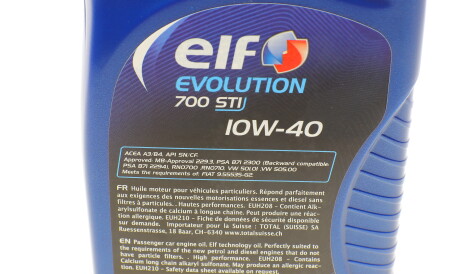 elf
EVOLUTION
700 STI
10W-40
ACEA A3/B4, API SN/CF
Approved: MB-Approval 229.3, PSA B71 2300 (Backward compatible
PSA B71 2294), RN0700, RN0710, VW 501.01, VW 505.00
Meets the requirements of: FIAT 9.55535-G2
FR Huile moteur pour véhicules particuliers. Répond parfaitement
aux exigences des nouvelles motorisations essences et diesel sans
filtres à particules...Hautes performances. EUH208 – Contient Alk-
arylsulfonate de calcium à longue chaîne. Peut produire une réac-
tion allergique. EUH210 – Fiche de données de sécurité disponible
sur demande. Importateur pour la Suisse : TOTAL (SUISSE) SA
Ruessenstrasse, 18 Baar, CH-6340 www.totalsuisse.ch
EN Passenger car engine oil. Elf technology oil. Perfectly suited to
the requirements of the new petrol and diesel engines that do not
have particle filters... High performance. EUH208 – Contains
Calcium long chain alkaryl sulfonate. May produce an allergic reac-
tion. EUH210 – Safety data sheet available on request.